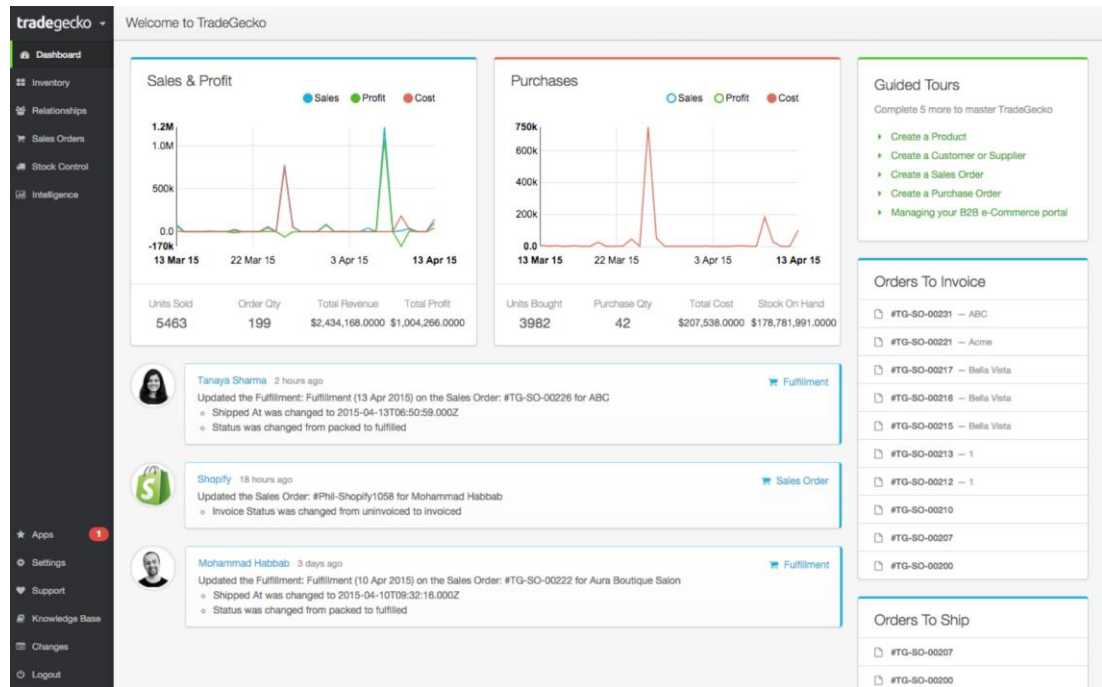 tradegecko
Welcome to TradeGecko
Dashboard
Inventory
Relationships
Sales Orders
Stock Control
Intelligence
Apps 1
Settings
Support
Knowledge Base
Changes
Logout
Sales & Profit
Sales Profit Cost
1.2M
1.0M
500k
0.0
-170k
13 Mar 15 22 Mar 15 3 Apr 15 13 Apr 15
Units Sold Order Qty Total Revenue Total Profit
5463 199 $2,434,168.0000 $1,004,266.0000
Purchases
Sales Profit Cost
750k
600k
400k
200k
0.0
13 Mar 15 22 Mar 15 3 Apr 15 13 Apr 15
Units Bought Purchase Qty Total Cost Stock On Hand
3982 42 $207,538.0000 $178,781,991.0000
Tanaya Sharma 2 hours ago Fulfillment
Updated the Fulfillment: Fulfillment (13 Apr 2015) on the Sales Order: #TG-SO-00226 for ABC
Shipped At was changed to 2015-04-13T06:50:59.000Z
Status was changed from packed to fulfilled
Shopify 18 hours ago Sales Order
Updated the Sales Order: #Phil-Shopify1058 for Mohammad Habbab
Invoice Status was changed from uninvoiced to invoiced
Mohammad Habbab 3 days ago Fulfillment
Updated the Fulfillment: Fulfillment (10 Apr 2015) on the Sales Order: #TG-SO-00222 for Aura Boutique Salon
Shipped At was changed to 2015-04-10T09:32:16.000Z
Status was changed from packed to fulfilled
Guided Tours
Complete 5 more to master TradeGecko
Create a Product
Create a Customer or Supplier
Create a Sales Order
Create a Purchase Order
Managing your B2B e-Commerce portal
Orders To Invoice
#TG-SO-00231 — ABC
#TG-SO-00221 — Acme
#TG-SO-00217 — Bella Vista
#TG-SO-00216 — Bella Vista
#TG-SO-00215 — Bella Vista
#TG-SO-00213 — 1
#TG-SO-00212 — 1
#TG-SO-00210
#TG-SO-00207
#TG-SO-00200
Orders To Ship
#TG-SO-00207
#TG-SO-00200